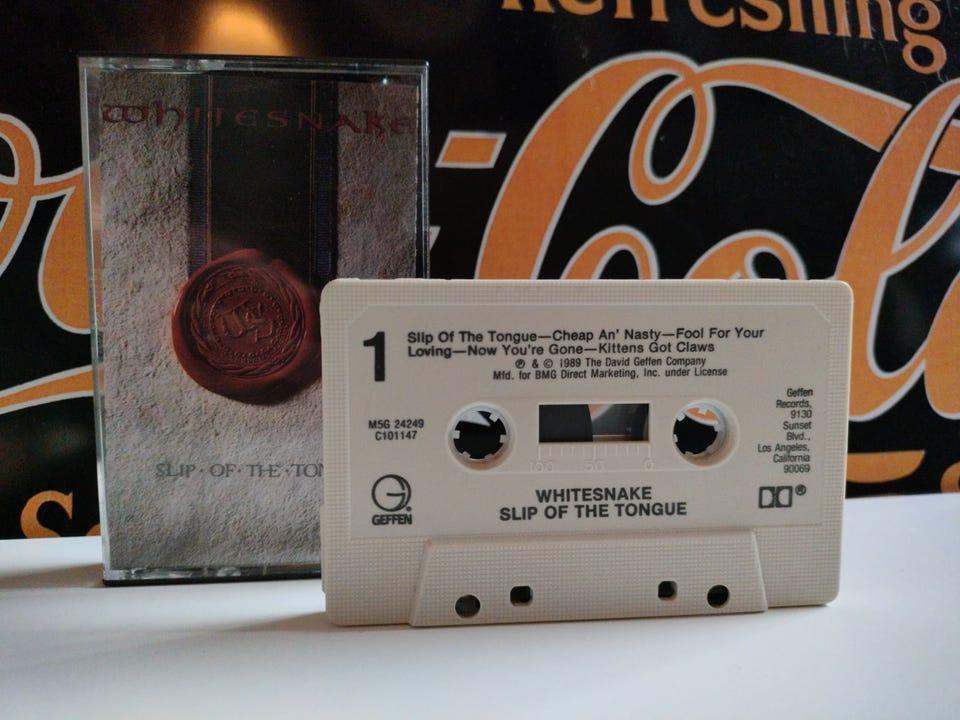 Refreshing
Col
WHITESNAKE
SLIP · OF · THE · TON
1
Slip Of The Tongue—Cheap An' Nasty—Fool For Your
Loving—Now You're Gone—Kittens Got Claws
℗ & © 1989 The David Geffen Company
Mfd. for BMG Direct Marketing, Inc. under License
M5G 24249
C101147
Geffen
Records,
9130
Sunset
Blvd.,
Los Angeles,
California
90069
100 50 0
G
GEFFEN
®
WHITESNAKE
SLIP OF THE TONGUE